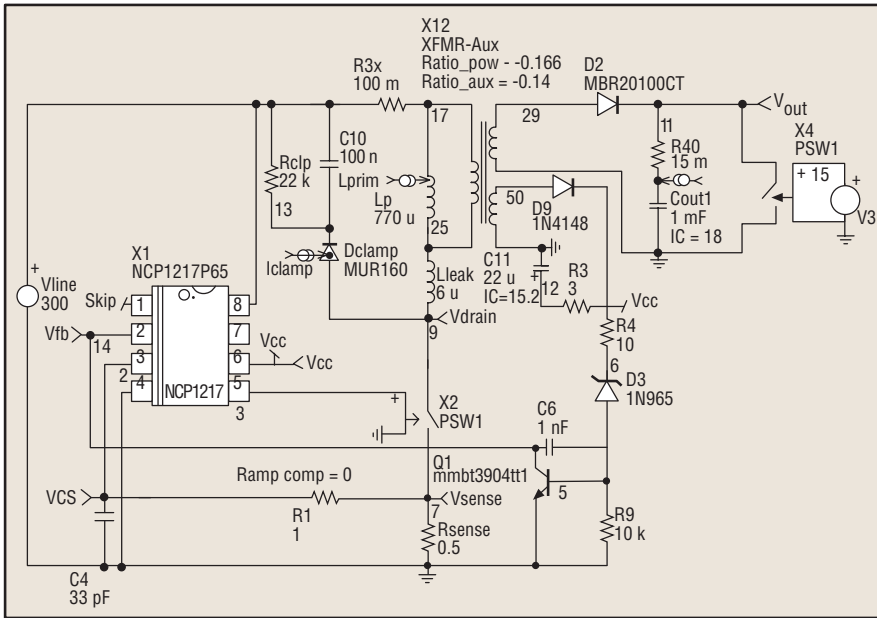 X12
XFMR-Aux
Ratio_pow - -0.166
Ratio_aux = -0.14
R3x
100 m
17
29
D2
MBR20100CT
Vout
11
R40
15 m
Cout1
1 mF
IC = 18
X4
PSW1
+ 15
+
V3
C10
100 n
Rclp
22 k
13
Lprim
Lp
770 u
25
50
D9
1N4148
Iclamp
Dclamp
MUR160
Lleak
6 u
C11
22 u
IC=15.2
+
12
R3
3
Vcc
9
Vdrain
R4
10
6
D3
1N965
+
Vline
300
X1
NCP1217P65
Skip
1
8
Vfb
14
2
7
3
6
Vcc
Vcc
2
4
NCP1217
5
3
+
X2
PSW1
C6
1 nF
Q1
mmbt3904tt1
5
Ramp comp = 0
VCS
R1
1
Vsense
7
Rsense
0.5
R9
10 k
C4
33 pF